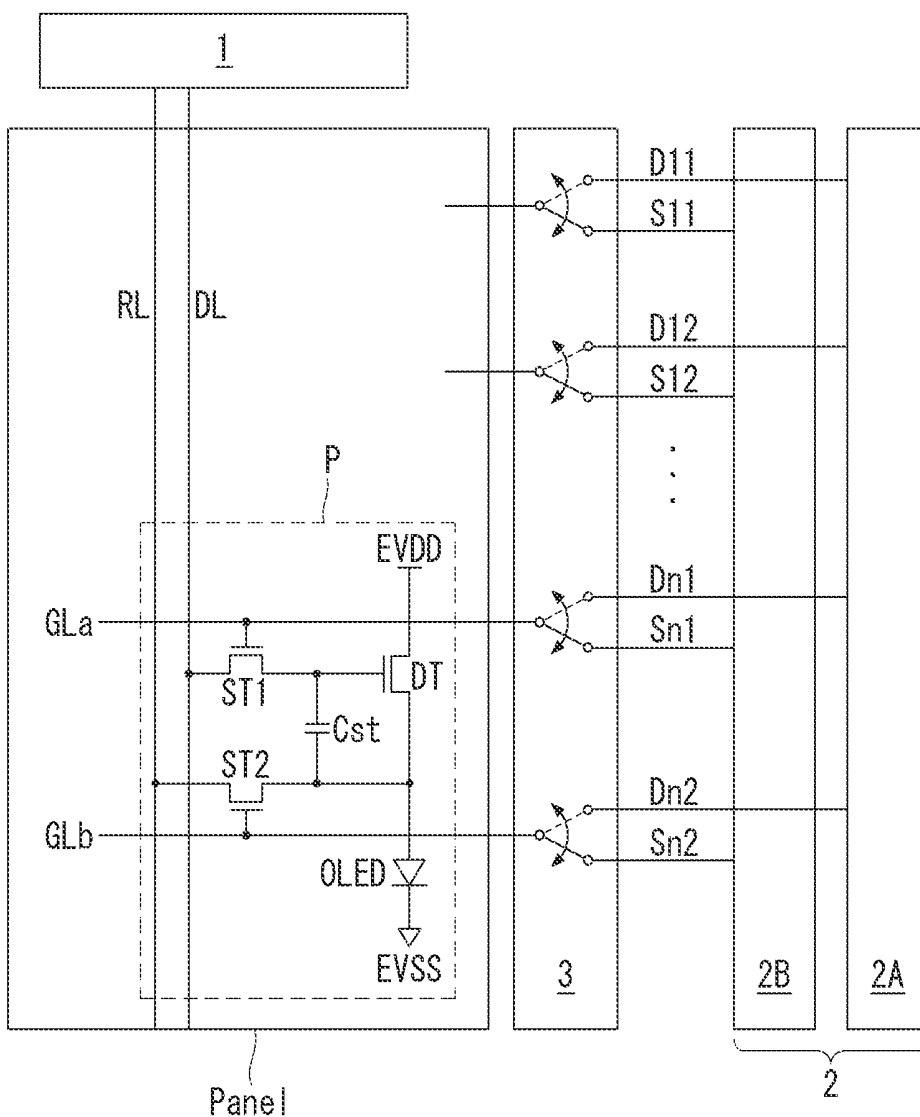 1
D11
S11
RL
DL
D12
S12
P
EVDD
Dn1
GLa
Sn1
DT
ST1
Cst
ST2
Dn2
GLb
Sn2
OLED
EVSS
3
2B
2A
2
Panel